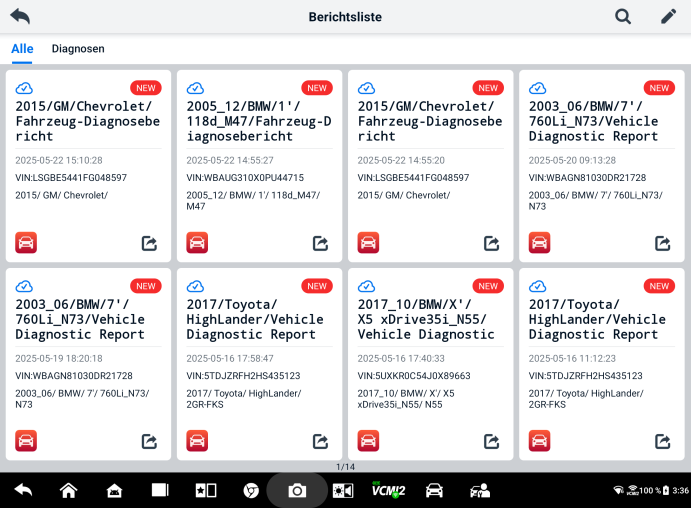 Berichtsliste
Alle
Diagnosen
NEW
2015/GM/Chevrolet/
Fahrzeug-Diagnosebe
richt
2025-05-22 15:10:28
VIN:LSGBE5441FG048597
2015/ GM/ Chevrolet/
NEW
2005_12/BMW/1'/
118d_M47/Fahrzeug-D
iagnosebericht
2025-05-22 14:55:27
VIN:WBAUG310X0PU44715
2005_12/ BMW/ 1'/ 118d_M47/
M47
NEW
2015/GM/Chevrolet/
Fahrzeug-Diagnosebe
richt
2025-05-22 14:55:20
VIN:LSGBE5441FG048597
2015/ GM/ Chevrolet/
NEW
2003_06/BMW/7'/
760Li_N73/Vehicle
Diagnostic Report
2025-05-20 09:13:28
VIN:WBAGN81030DR21728
2003_06/ BMW/ 7'/ 760Li_N73/
N73
NEW
2003_06/BMW/7'/
760Li_N73/Vehicle
Diagnostic Report
2025-05-19 18:20:18
VIN:WBAGN81030DR21728
2003_06/ BMW/ 7'/ 760Li_N73/
N73
NEW
2017/Toyota/
HighLander/Vehicle
Diagnostic Report
2025-05-16 17:58:47
VIN:5TDJZRFH2HS435123
2017/ Toyota/ HighLander/
2GR-FKS
NEW
2017_10/BMW/X'/
X5 xDrive35i_N55/
Vehicle Diagnostic
2025-05-16 17:40:33
VIN:5UXKR0C54J0X89663
2017_10/ BMW/ X'/ X5
xDrive35i_N55/ N55
NEW
2017/Toyota/
HighLander/Vehicle
Diagnostic Report
2025-05-16 11:12:23
VIN:5TDJZRFH2HS435123
2017/ Toyota/ HighLander/
2GR-FKS
1/14
VCMI2
VCMI2
100 %
3:36